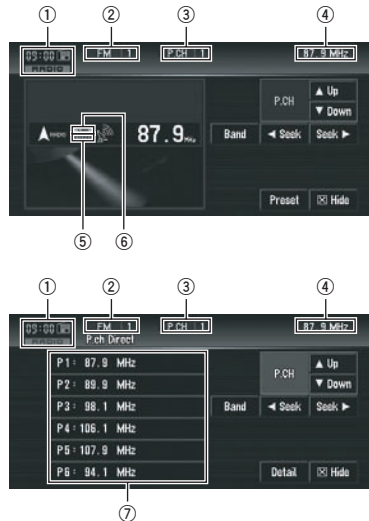 ① ② ③ ④
09:00 FM 1 P.CH 1 87.9 MHz
RADIO
P.CH ▲ Up
▼ Down
RADIO 87.9 MHz Band ◄ Seek Seek ►
Preset ☒ Hide
⑤ ⑥
① ② ③ ④
09:00 FM 1 P.CH 1 87.9 MHz
RADIO P.ch Direct
P1: 87.9 MHz
P.CH ▲ Up
P2: 89.9 MHz
▼ Down
P3: 98.1 MHz Band ◄ Seek Seek ►
P4: 106.1 MHz
P5: 107.9 MHz
P6: 94.1 MHz Detail ☒ Hide
⑦